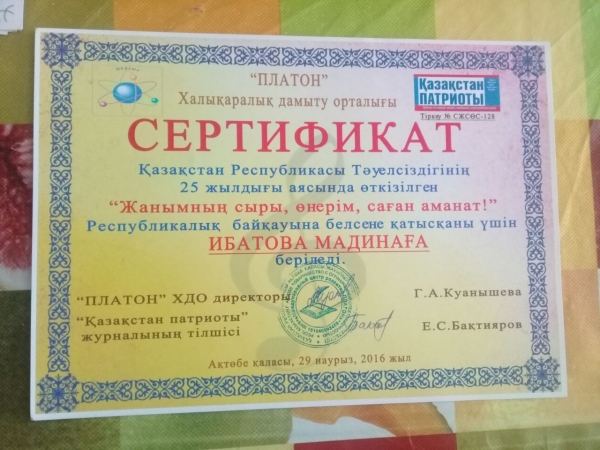 "ПЛАТОН"
Халықаралық дамыту орталығы
Қазақстан
ПАТРИОТЫ
Тіркеу № СЖСӨС-128
СЕРТИФИКАТ
Қазақстан Республикасы Тәуелсіздігінің
25 жылдығы аясында өткізілген
"Жанымның сыры, өнерім, саған аманат!"
Республикалық байқауына белсене қатысқаны үшін
ИБАТОВА МАДИНАҒА
беріледі.
"ПЛАТОН" ХДО директоры
Г.А.Куанышева
"Қазақстан патриоты"
журналының тілшісі
Е.С.Бақтияров
Ақтөбе қаласы, 29 наурыз, 2016 жыл